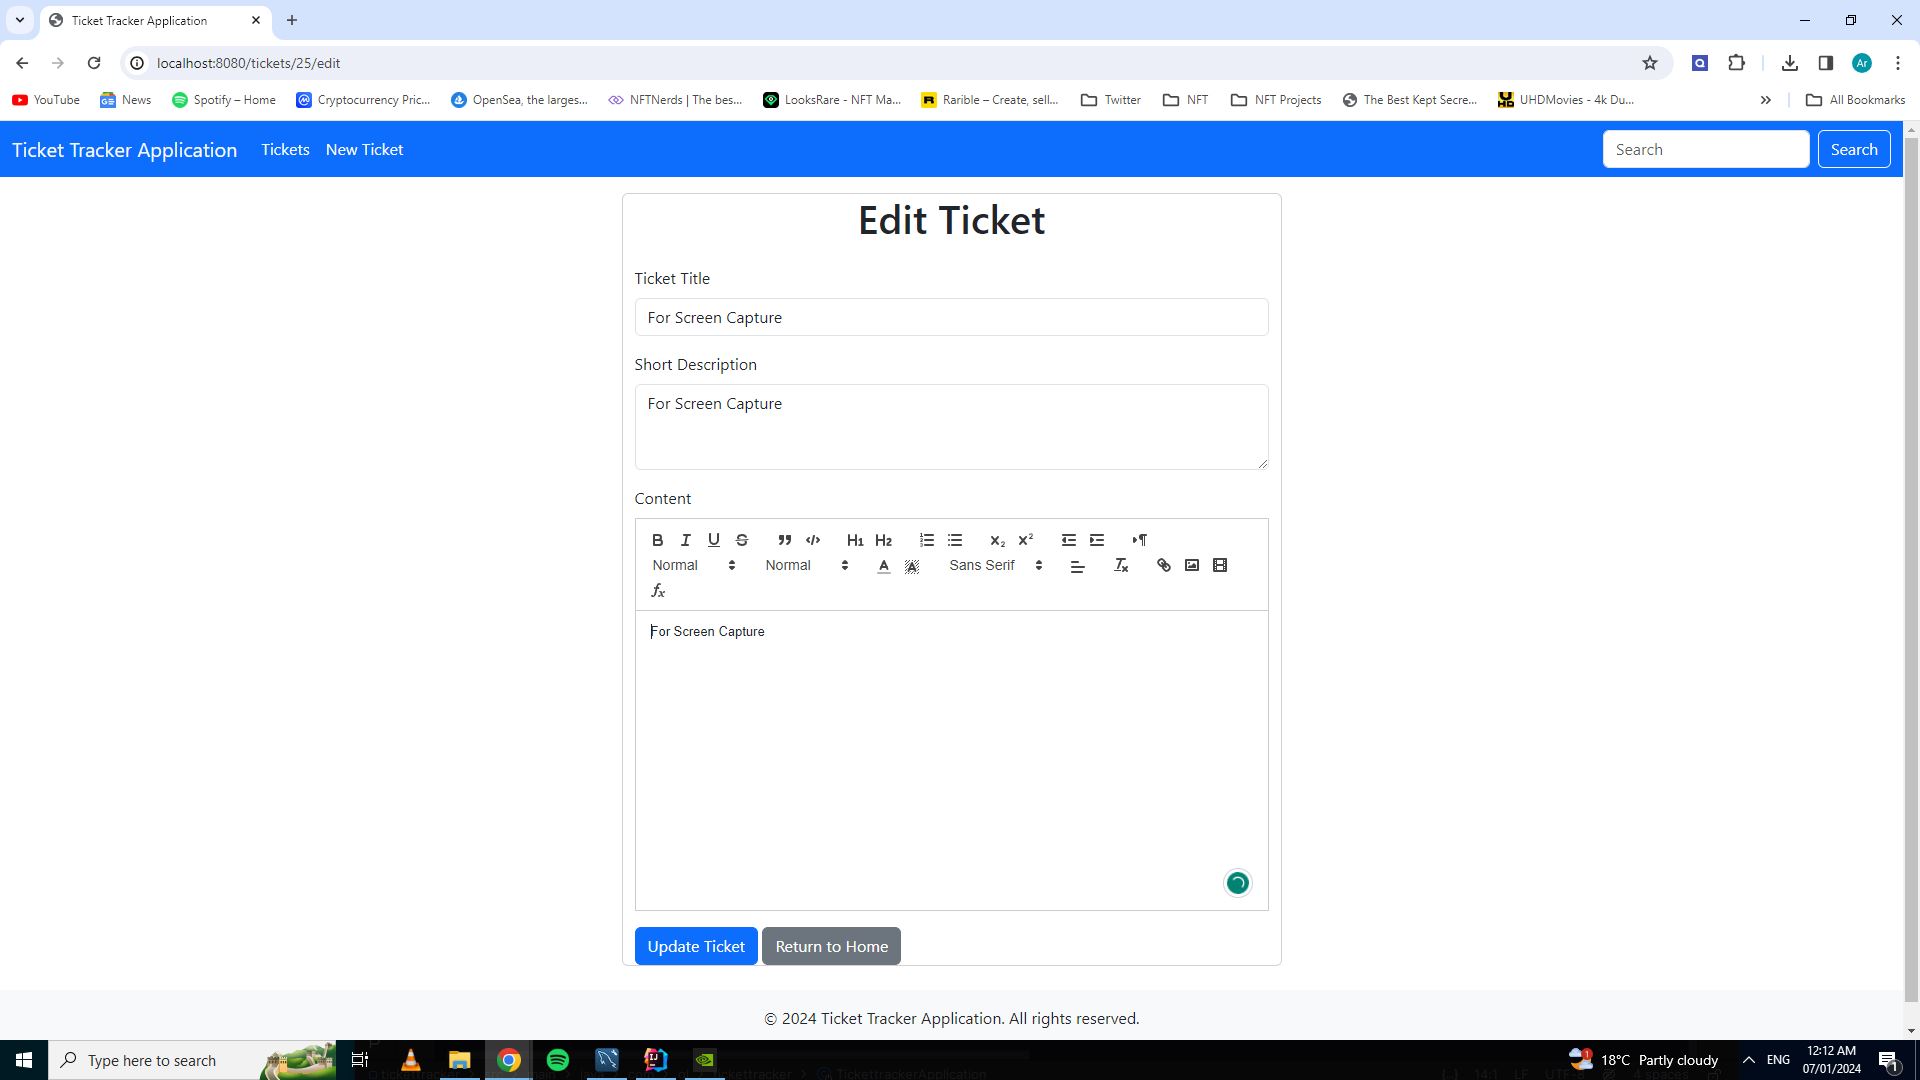 Ticket Tracker Application
localhost:8080/tickets/25/edit
Ar
YouTube
News
Spotify – Home
Cryptocurrency Pric...
OpenSea, the larges...
NFTNerds | The bes...
LooksRare - NFT Ma...
Rarible – Create, sell...
Twitter
NFT
NFT Projects
The Best Kept Secre...
UHDMovies - 4k Du...
All Bookmarks
Ticket Tracker Application Tickets New Ticket Search Search
Edit Ticket
Ticket Title
For Screen Capture
Short Description
For Screen Capture
Content
B I U S H1 H2 x₂ x²
Normal Normal A A Sans Serif
fx
For Screen Capture
Update Ticket Return to Home
© 2024 Ticket Tracker Application. All rights reserved.
Type here to search
18°C Partly cloudy
ENG
12:12 AM
07/01/2024
1